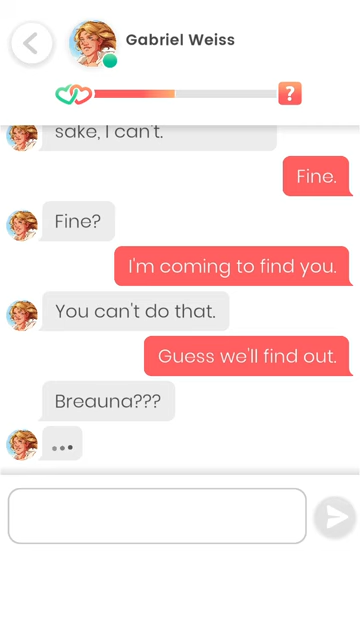 Gabriel Weiss
?
sake, I can't.
Fine.
Fine?
I'm coming to find you.
You can't do that.
Guess we'll find out.
Breauna???
...